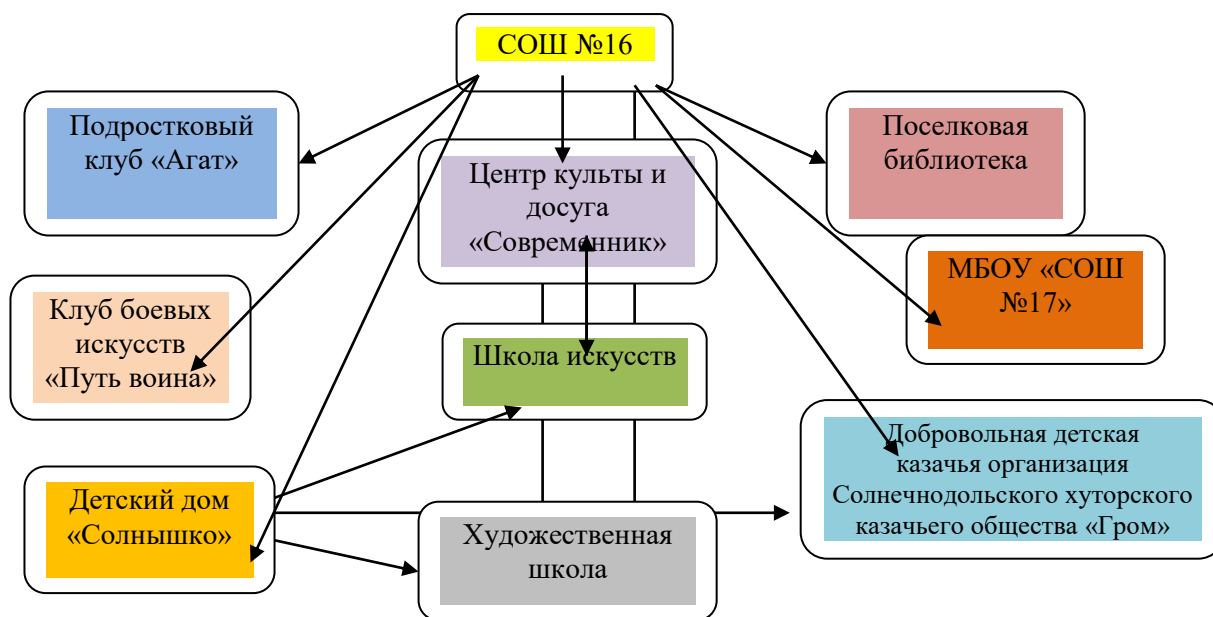 СОШ №16
Подростковый
клуб «Агат»
Центр культы и
досуга
«Современник»
Поселковая
библиотека
МБОУ «СОШ
№17»
Клуб боевых
искусств
«Путь воина»
Школа искусств
Детский дом
«Солнышко»
Художественная
школа
Добровольная детская
казачья организация
Солнечнодольского хуторского
казачьего общества «Гром»